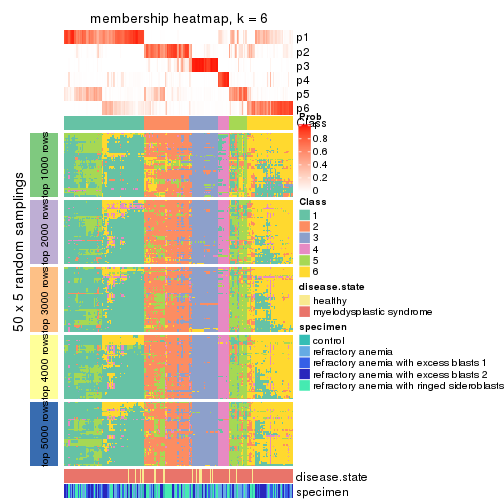 membership heatmap, k = 6
p1
p2
p3
p4
p5
p6
Class
Prob
1
0.8
0.6
0.4
0.2
0
Class
1
2
3
4
5
6
disease.state
healthy
myelodysplastic syndrome
specimen
control
refractory anemia
refractory anemia with excess blasts 1
refractory anemia with excess blasts 2
refractory anemia with ringed sideroblasts
50 x 5 random samplings
top 1000 rows
top 2000 rows
top 3000 rows
top 4000 rows
top 5000 rows
disease.state
specimen